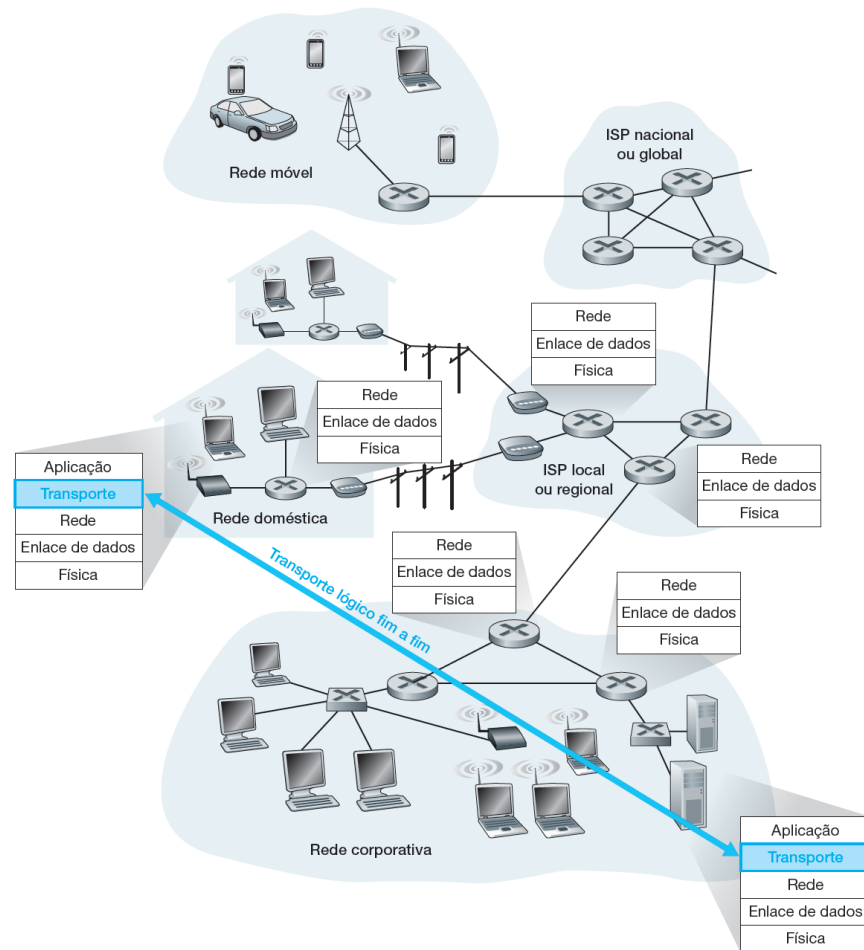 ISP nacional
ou global
Rede móvel
Rede
Enlace de dados
Física
Rede
Enlace de dados
Física
ISP local
ou regional
Rede
Enlace de dados
Física
Aplicação
Transporte
Rede
Enlace de dados
Física
Rede doméstica
Transporte lógico fim a fim
Rede
Enlace de dados
Física
Rede
Enlace de dados
Física
Rede corporativa
Aplicação
Transporte
Rede
Enlace de dados
Física